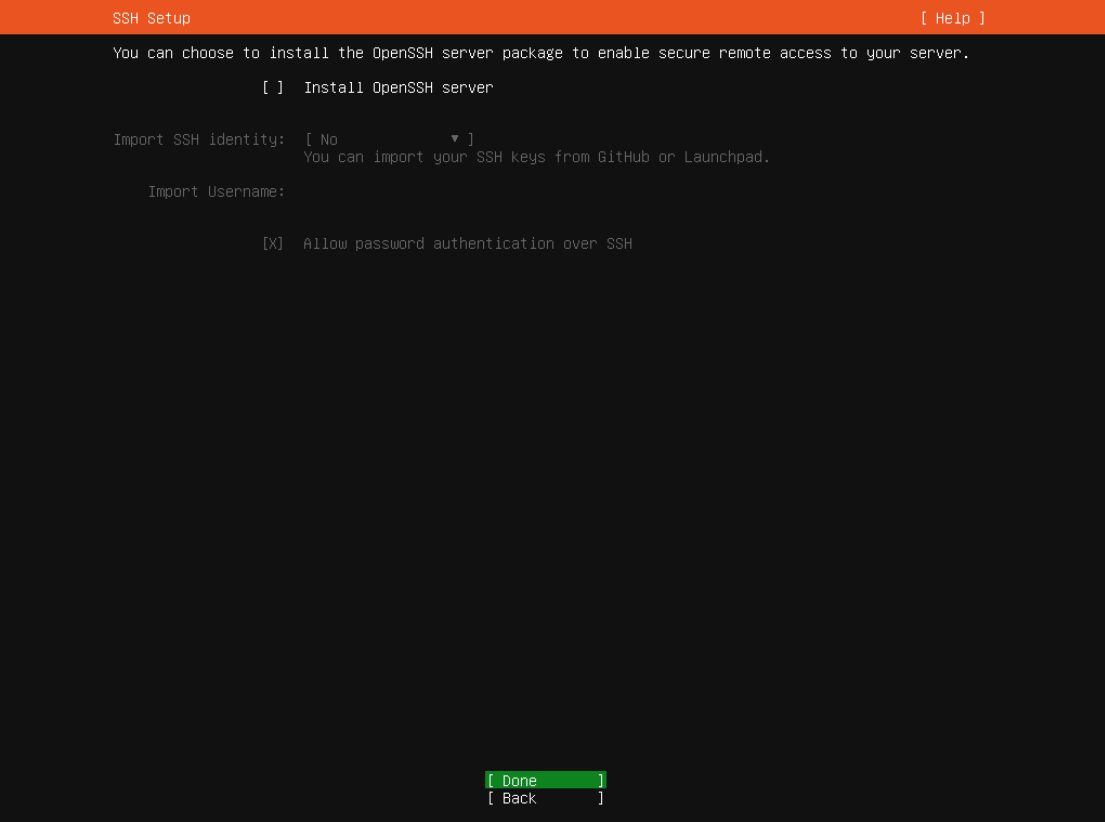 SSH Setup [ Help ]
You can choose to install the OpenSSH server package to enable secure remote access to your server.
[ ] Install OpenSSH server
Import SSH identity: [ No ▾ ]
You can import your SSH keys from GitHub or Launchpad.
Import Username:
[X] Allow password authentication over SSH
[ Done ]
[ Back ]